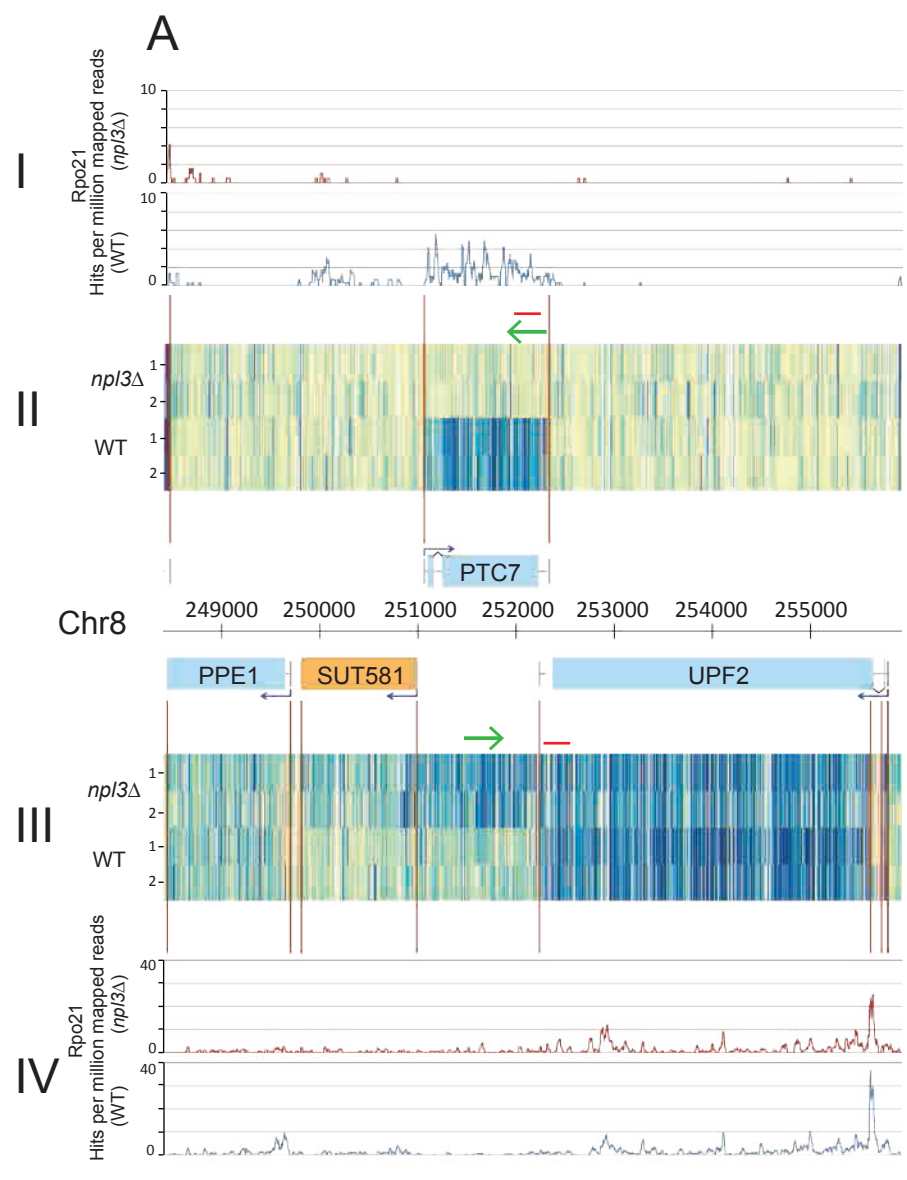 A
I
Rpo21
Hits per million mapped reads
(npl3Δ)
(WT)
10
0
10
0
II
npl3Δ
1
2
WT
1
2
PTC7
Chr8
249000 250000 251000 252000 253000 254000 255000
PPE1 SUT581 UPF2
III
npl3Δ
1
2
WT
1
2
IV
Rpo21
Hits per million mapped reads
(npl3Δ)
(WT)
40
0
40
0